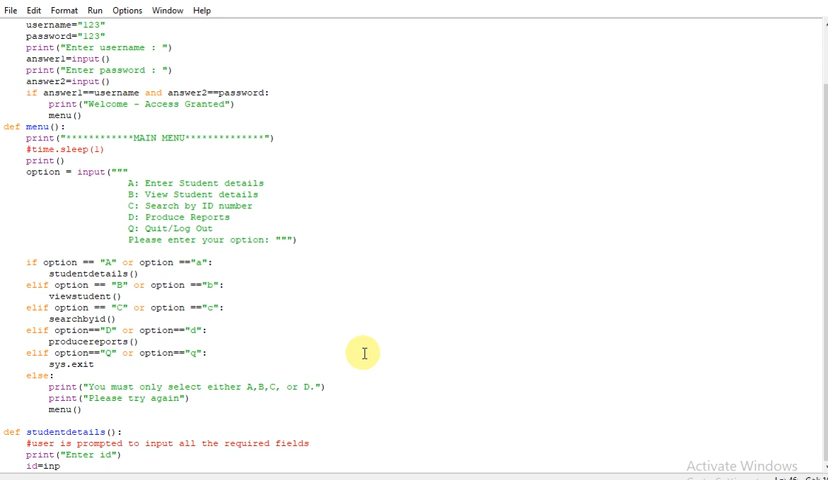 File Edit Format Run Options Window Help
username="123"
password="123"
print("Enter username : ")
answer1=input()
print("Enter password : ")
answer2=input()
if answer1==username and answer2==password:
print("Welcome - Access Granted")
menu()
def menu():
print("************MAIN MENU**************")
#time.sleep(1)
print()
option = input("""
A: Enter Student details
B: View Student details
C: Search by ID number
D: Produce Reports
Q: Quit/Log Out
Please enter your option: """)
if option == "A" or option =="a":
studentdetails()
elif option == "B" or option =="b":
viewstudent()
elif option == "C" or option =="c":
searchbyid()
elif option=="D" or option=="d":
producereports()
elif option=="Q" or option=="q":
sys.exit
else:
print("You must only select either A,B,C, or D.")
print("Please try again")
menu()
def studentdetails():
#user is prompted to input all the required fields
print("Enter id")
id=inp
Activate Windows